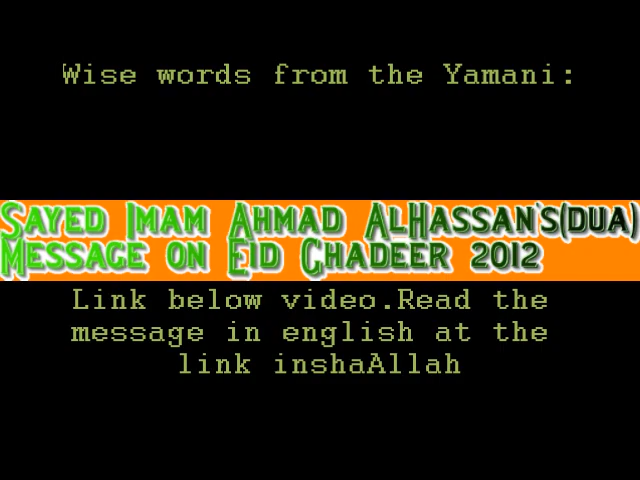 Wise words from the Yamani:
Sayed Imam Ahmad AlHassan's(dua)
Message on Eid Ghadeer 2012
Link below video.Read the
message in english at the
link inshaAllah